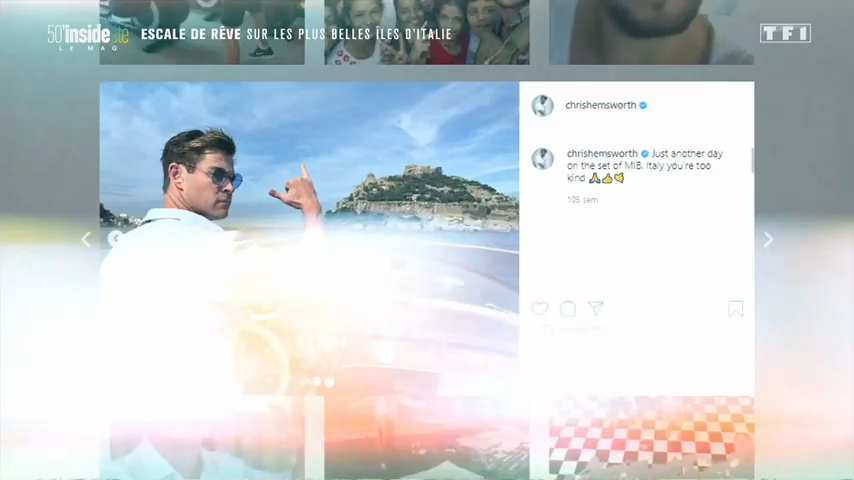 50'inside été ESCALE DE RÊVE SUR LES PLUS BELLES ÎLES D'ITALIE
LE MAG
TF1
chrishemsworth
chrishemsworth Just another day
on the set of MIB. Italy you're too
kind 🙏👍🤙
105 sem